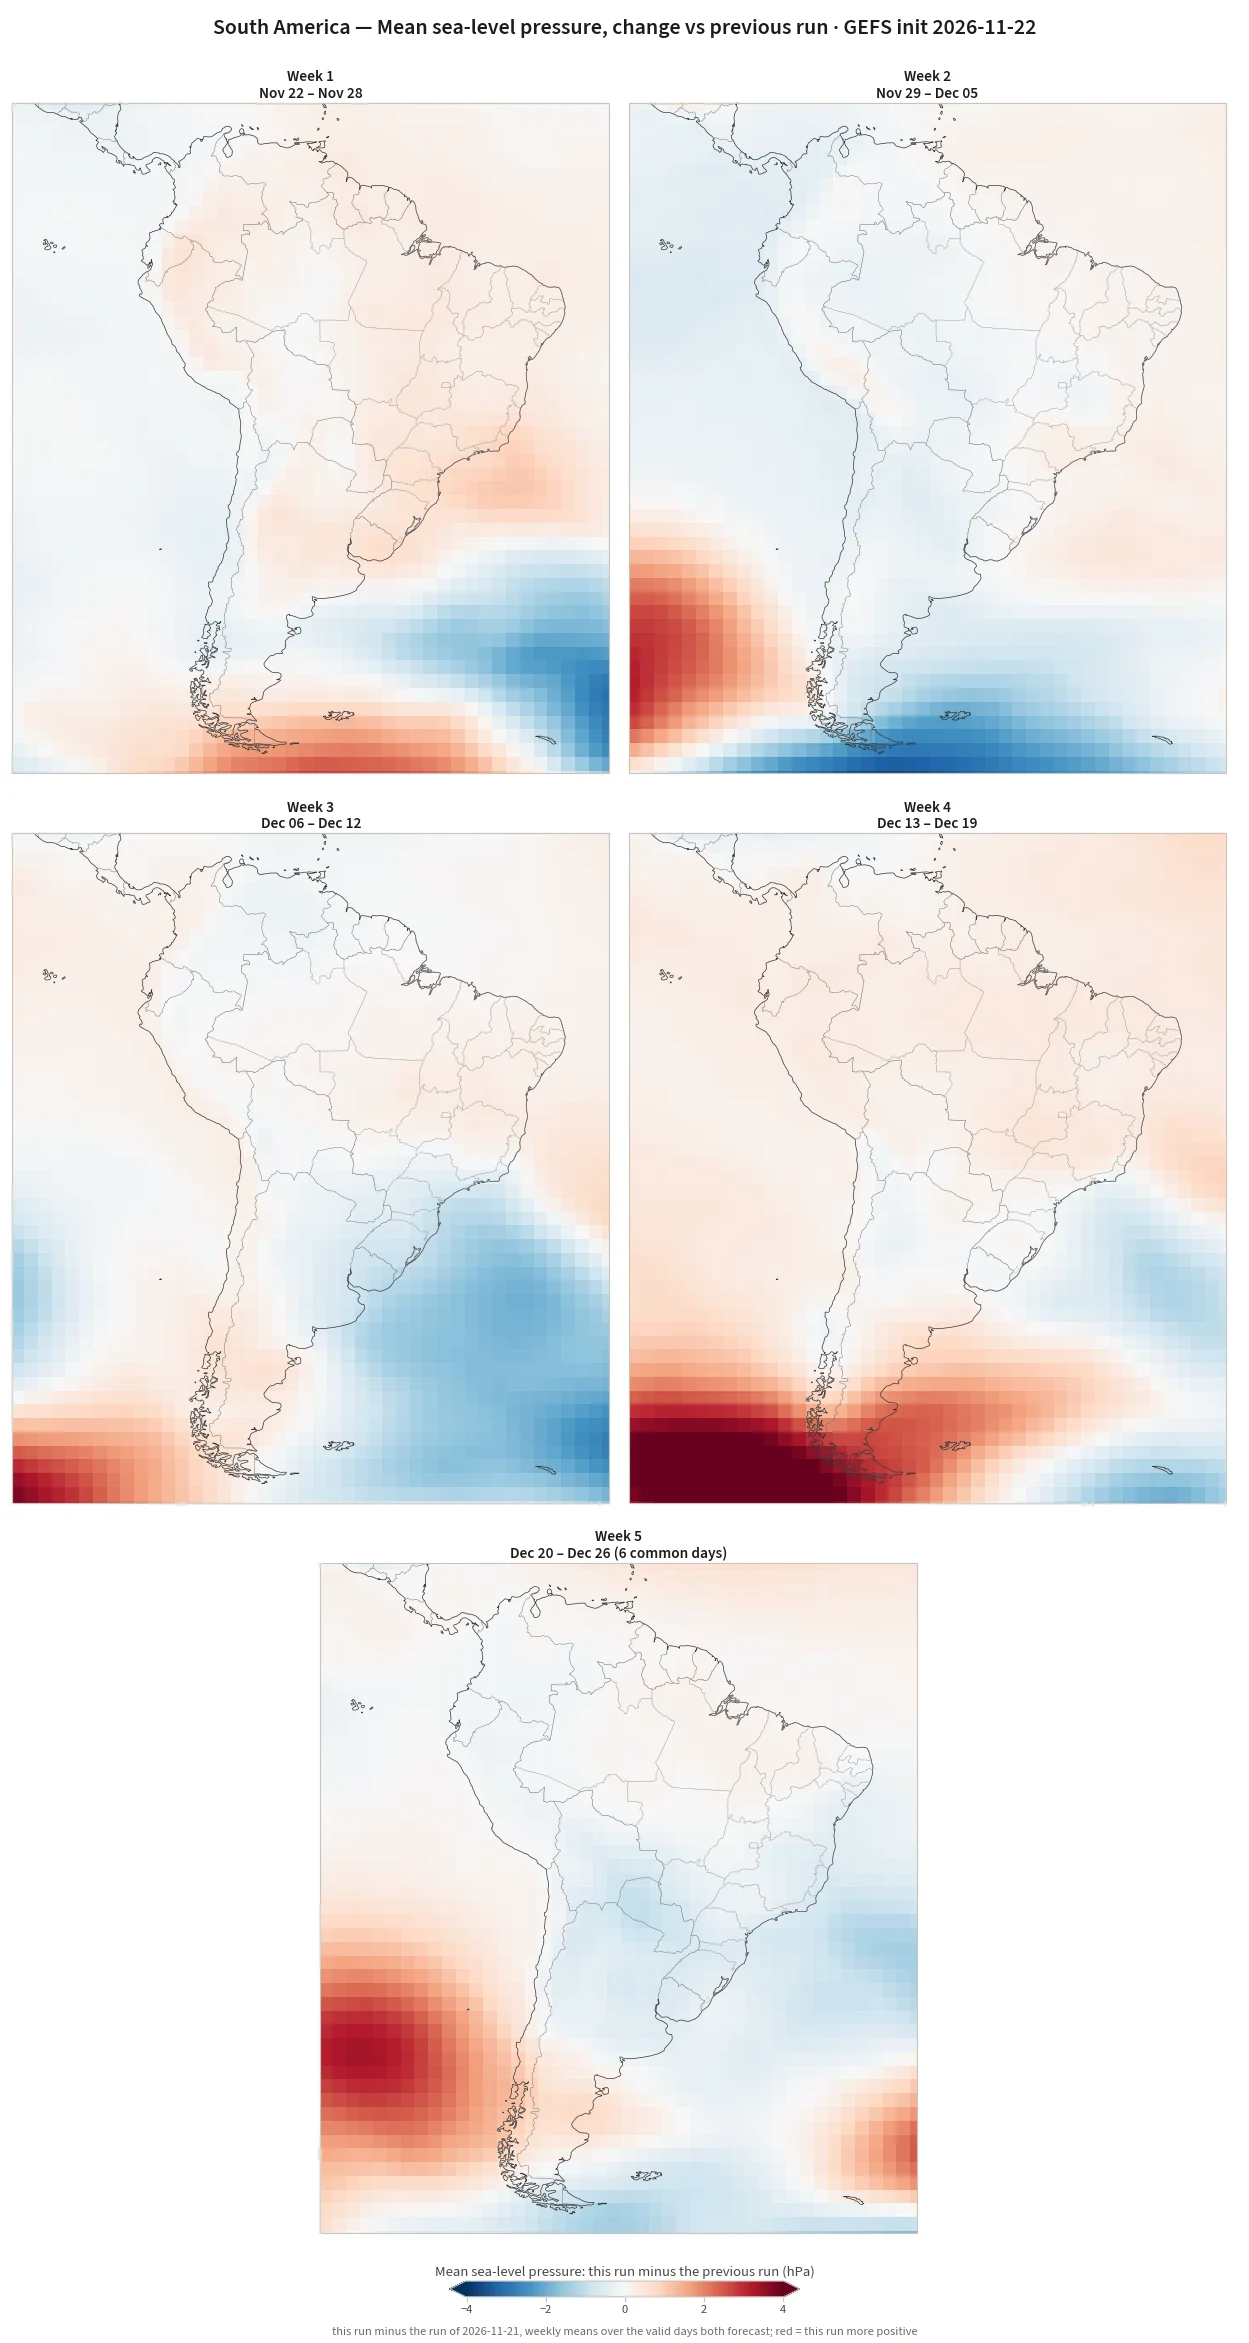 South America — Mean sea-level pressure, change vs previous run · GEFS init 2026-11-22
Week 1
Nov 22 – Nov 28
Week 2
Nov 29 – Dec 05
Week 3
Dec 06 – Dec 12
Week 4
Dec 13 – Dec 19
Week 5
Dec 20 – Dec 26 (6 common days)
Mean sea-level pressure: this run minus the previous run (hPa)
−4 −2 0 2 4
this run minus the run of 2026-11-21, weekly means over the valid days both forecast; red = this run more positive